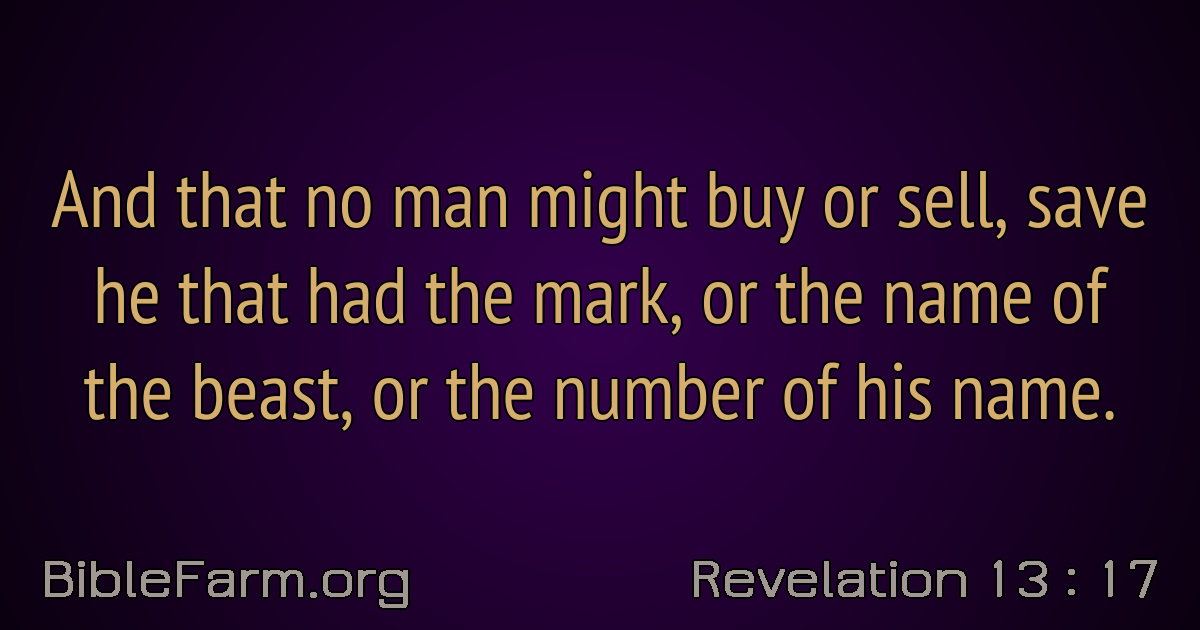 And that no man might buy or sell, save
he that had the mark, or the name of
the beast, or the number of his name.
BibleFarm.org
Revelation 13 : 17